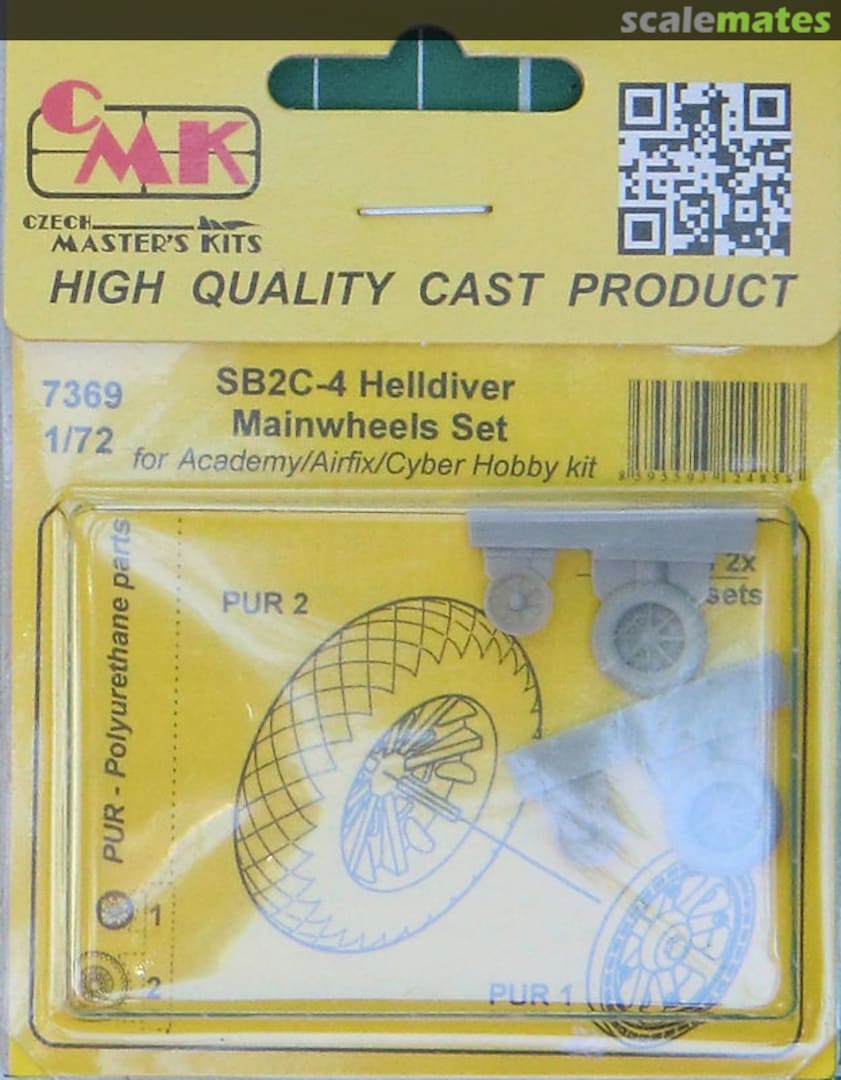 scalemates
CMK
CZECH
MASTER'S KITS
HIGH QUALITY CAST PRODUCT
7369
1/72
SB2C-4 Helldiver
Mainwheels Set
for Academy/Airfix/Cyber Hobby kit
PUR - Polyurethane parts
PUR 2
2x
sets
1
2
PUR 1